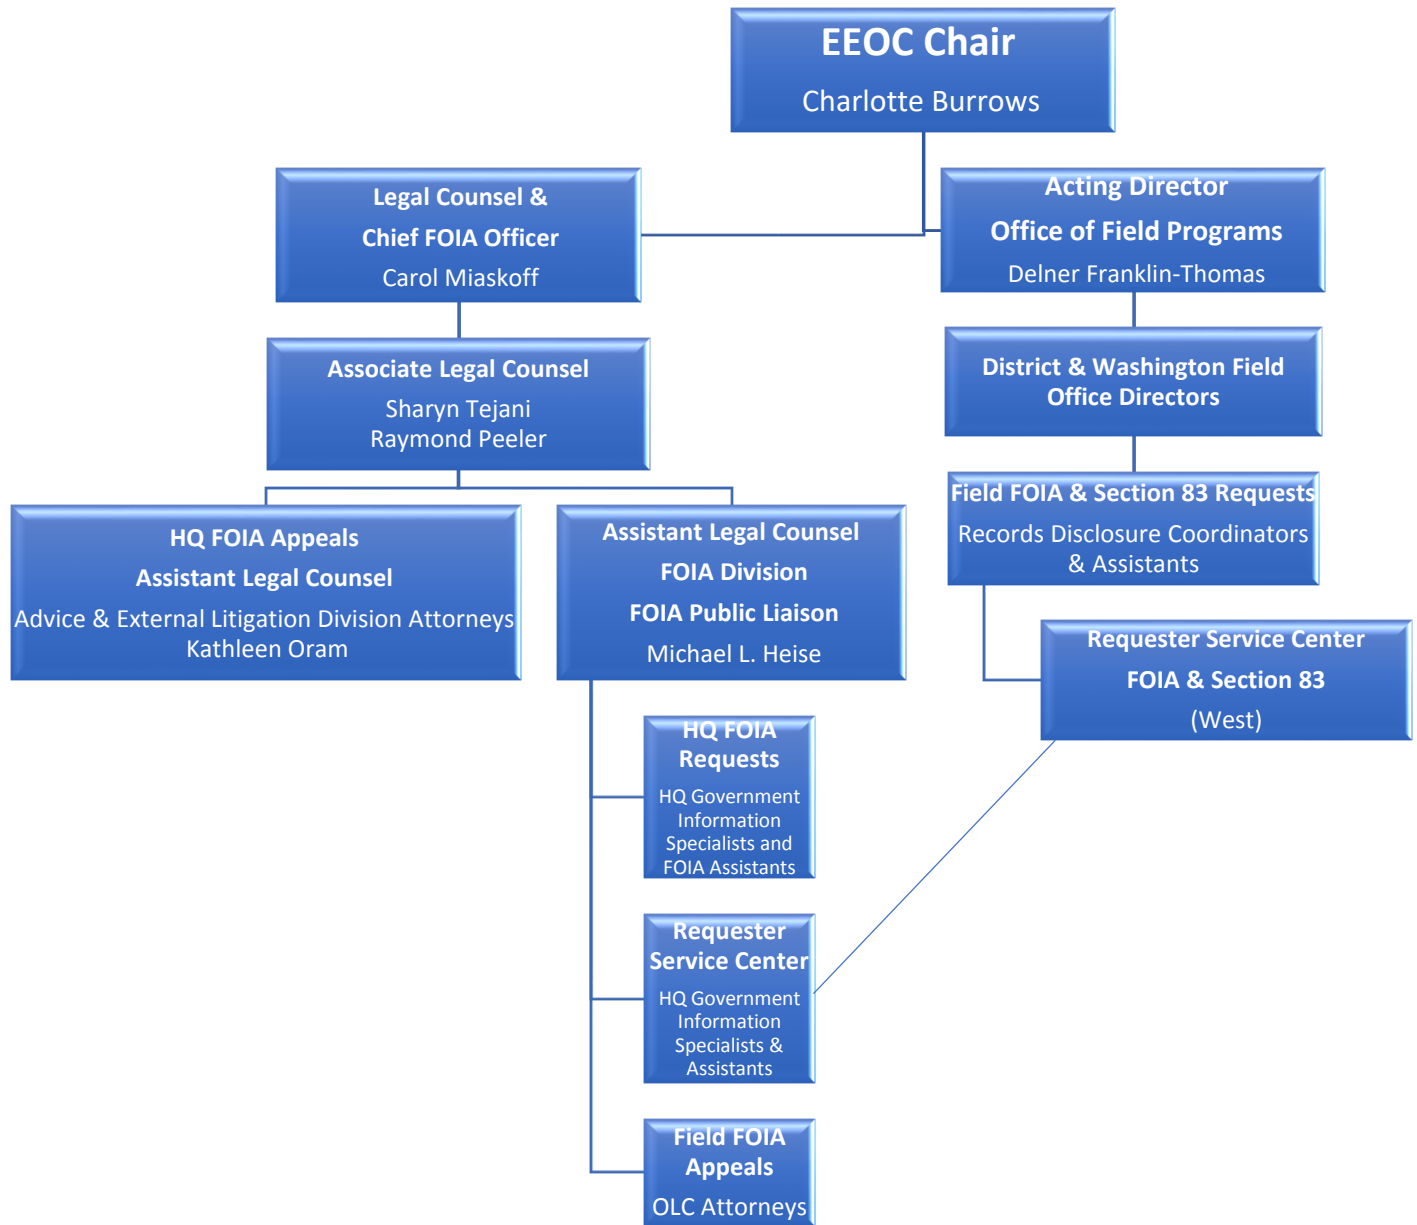 EEOC Chair
Charlotte Burrows
Legal Counsel &
Chief FOIA Officer
Carol Miaskoff
Acting Director
Office of Field Programs
Delner Franklin-Thomas
Associate Legal Counsel
Sharyn Tejani
Raymond Peeler
District & Washington Field
Office Directors
HQ FOIA Appeals
Assistant Legal Counsel
Advice & External Litigation Division Attorneys
Kathleen Oram
Assistant Legal Counsel
FOIA Division
FOIA Public Liaison
Michael L. Heise
Field FOIA & Section 83 Requests
Records Disclosure Coordinators
& Assistants
Requester Service Center
FOIA & Section 83
(West)
HQ FOIA
Requests
HQ Government
Information
Specialists and
FOIA Assistants
Requester
Service Center
HQ Government
Information
Specialists &
Assistants
Field FOIA
Appeals
OLC Attorneys